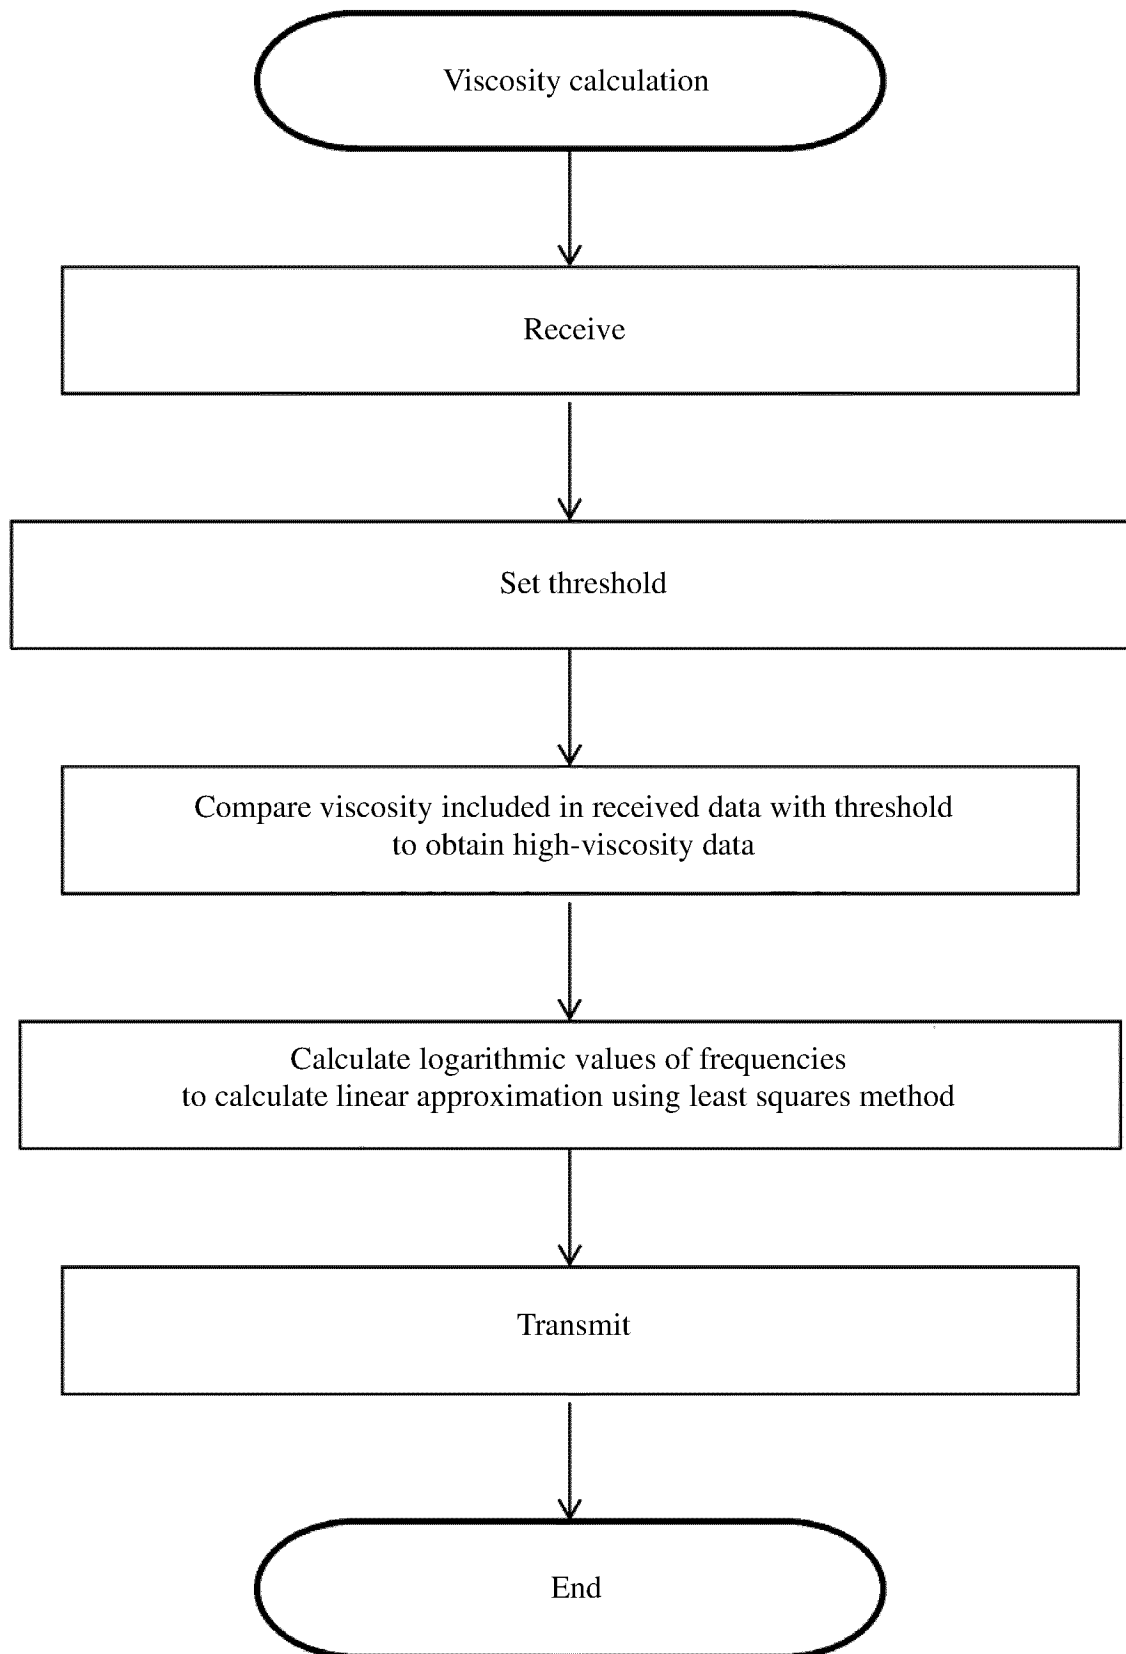 Viscosity calculation
Receive
Set threshold
Compare viscosity included in received data with threshold
to obtain high-viscosity data
Calculate logarithmic values of frequencies
to calculate linear approximation using least squares method
Transmit
End